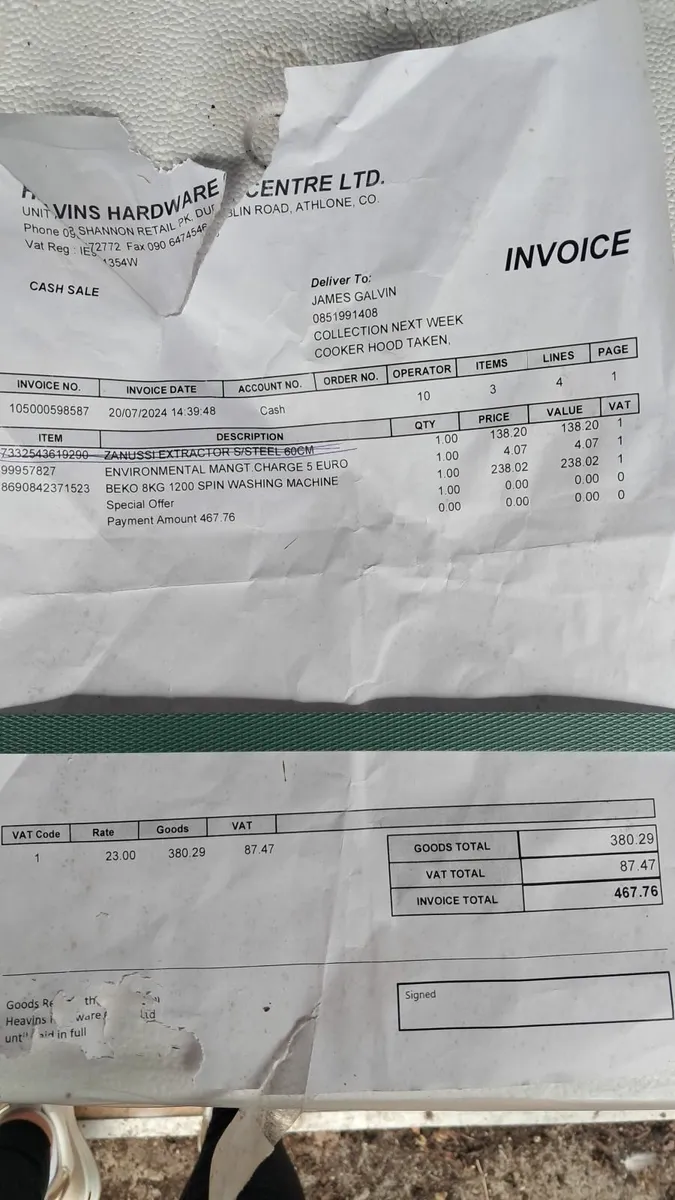 VINS HARDWARE CENTRE LTD.
UNIT SHANNON RETAIL PK, DUBLIN ROAD, ATHLONE, CO.
Phone 09 72772 Fax 090 6474546
Vat Reg : IE 1354W
INVOICE
CASH SALE
Deliver To:
JAMES GALVIN
0851991408
COLLECTION NEXT WEEK
COOKER HOOD TAKEN.
INVOICE NO. INVOICE DATE ACCOUNT NO. ORDER NO. OPERATOR ITEMS LINES PAGE
105000598587 20/07/2024 14:39:48 Cash 10 3 4 1
ITEM DESCRIPTION QTY PRICE VALUE VAT
7332543619290 ZANUSSI EXTRACTOR S/STEEL 60CM 1.00 138.20 138.20 1
99957827 ENVIRONMENTAL MANGT.CHARGE 5 EURO 1.00 4.07 4.07 1
8690842371523 BEKO 8KG 1200 SPIN WASHING MACHINE 1.00 238.02 238.02 1
Special Offer 1.00 0.00 0.00 0
Payment Amount 467.76 0.00 0.00 0.00 0
VAT Code Rate Goods VAT
1 23.00 380.29 87.47
GOODS TOTAL 380.29
VAT TOTAL 87.47
INVOICE TOTAL 467.76
Goods
Heavins Ltd
until paid in full
Signed